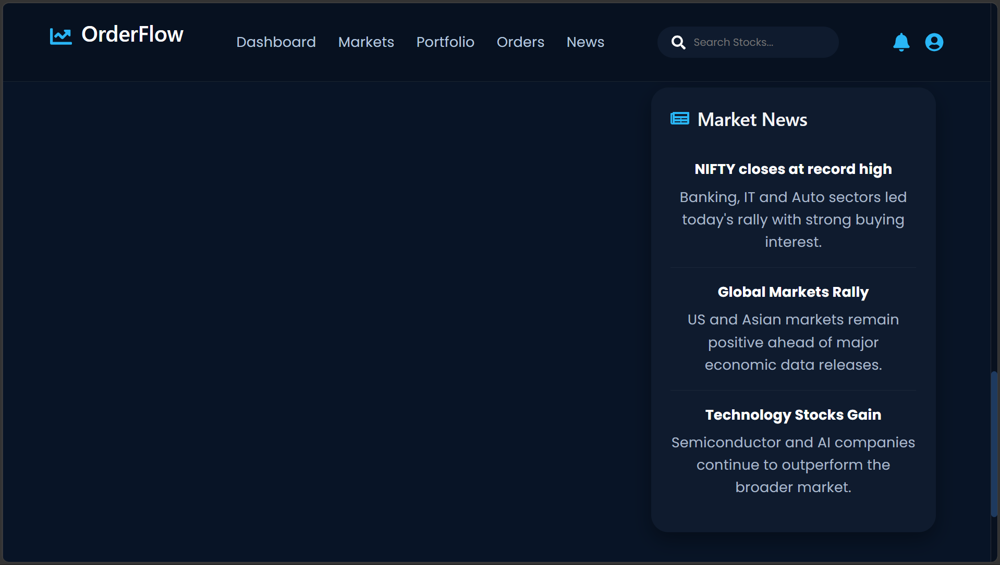 OrderFlow
Dashboard
Markets
Portfolio
Orders
News
Search Stocks...
Market News
NIFTY closes at record high
Banking, IT and Auto sectors led
today's rally with strong buying
interest.
Global Markets Rally
US and Asian markets remain
positive ahead of major
economic data releases.
Technology Stocks Gain
Semiconductor and AI companies
continue to outperform the
broader market.